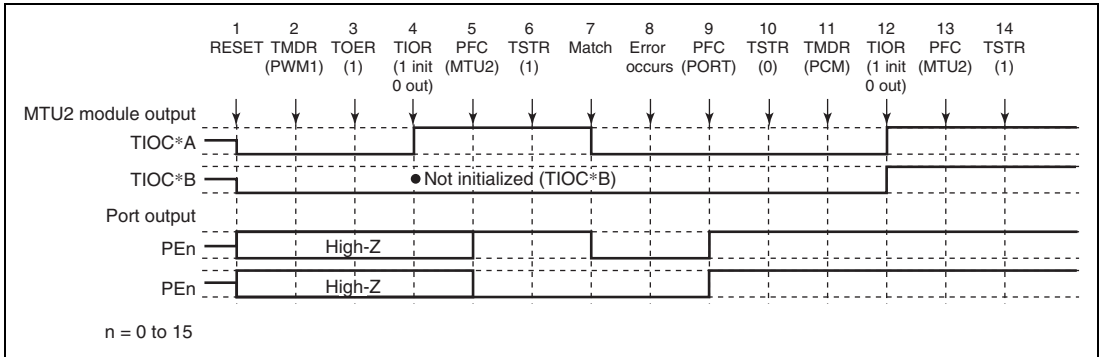 1 2 3 4 5 6 7 8 9 10 11 12 13 14
RESET TMDR TOER TIOR PFC TSTR Match Error PFC TSTR TMDR TIOR PFC TSTR
(PWM1) (1) (1 init (MTU2) (1) occurs (PORT) (0) (PCM) (1 init (MTU2) (1)
0 out) 0 out)
MTU2 module output
TIOC*A
TIOC*B
●Not initialized (TIOC*B)
Port output
PEn
High-Z
PEn
High-Z
n = 0 to 15